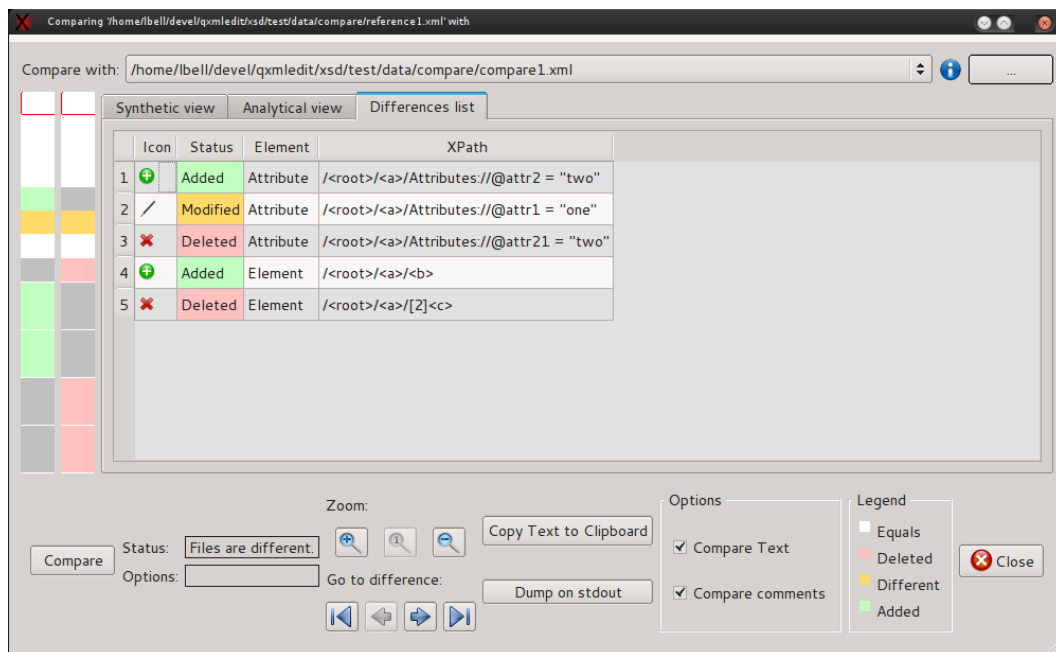 Comparing '/home/lbell/devel/qxmledit/xsd/test/data/compare/reference1.xml' with
Compare with: /home/lbell/devel/qxmledit/xsd/test/data/compare/compare1.xml ...
Synthetic view Analytical view Differences list
Icon Status Element XPath
1 Added Attribute /<root>/<a>/Attributes://@attr2 = "two"
2 Modified Attribute /<root>/<a>/Attributes://@attr1 = "one"
3 Deleted Attribute /<root>/<a>/Attributes://@attr21 = "two"
4 Added Element /<root>/<a>/<b>
5 Deleted Element /<root>/<a>/[2]<c>
Zoom:
Copy Text to Clipboard
Compare
Status: Files are different.
Options:
Go to difference:
Dump on stdout
Options
Compare Text
Compare comments
Legend
Equals
Deleted
Different
Added
Close